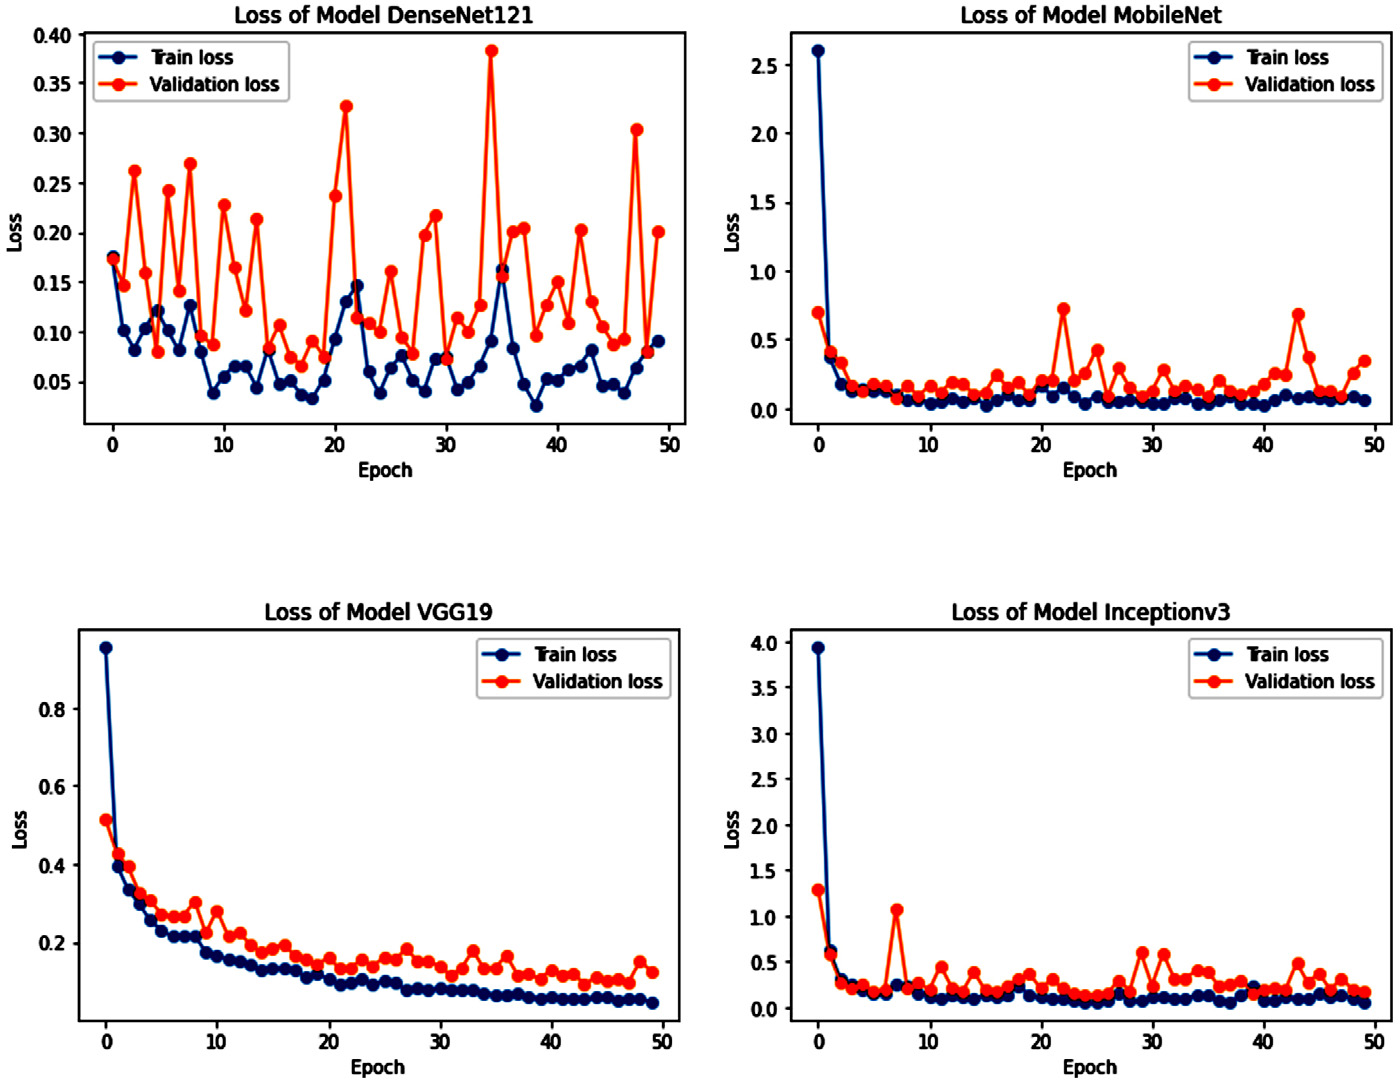 Loss of Model DenseNet121
0.40
0.35
0.30
0.25
0.20
0.15
0.10
0.05
Loss
Train loss
Validation loss
0 10 20 30 40 50
Epoch
Loss of Model MobileNet
2.5
2.0
1.5
1.0
0.5
0.0
Loss
Train loss
Validation loss
0 10 20 30 40 50
Epoch
Loss of Model VGG19
0.8
0.6
0.4
0.2
Loss
Train loss
Validation loss
0 10 20 30 40 50
Epoch
Loss of Model Inceptionv3
4.0
3.5
3.0
2.5
2.0
1.5
1.0
0.5
0.0
Loss
Train loss
Validation loss
0 10 20 30 40 50
Epoch